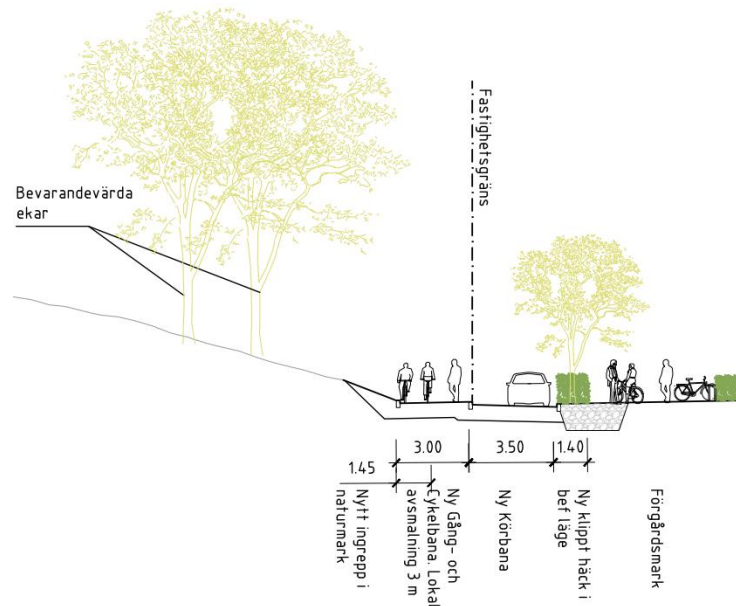 Fastighetsgräns
Bevarandevärda
ekar
3.00
3.50
1.40
1.45
Nytt ingrepp i
naturmark
Ny Gång- och
Cykelbana. Lokal
avsmalning 3 m
Ny Körbana
Ny klippt häck i
bef läge
Förgårdsmark